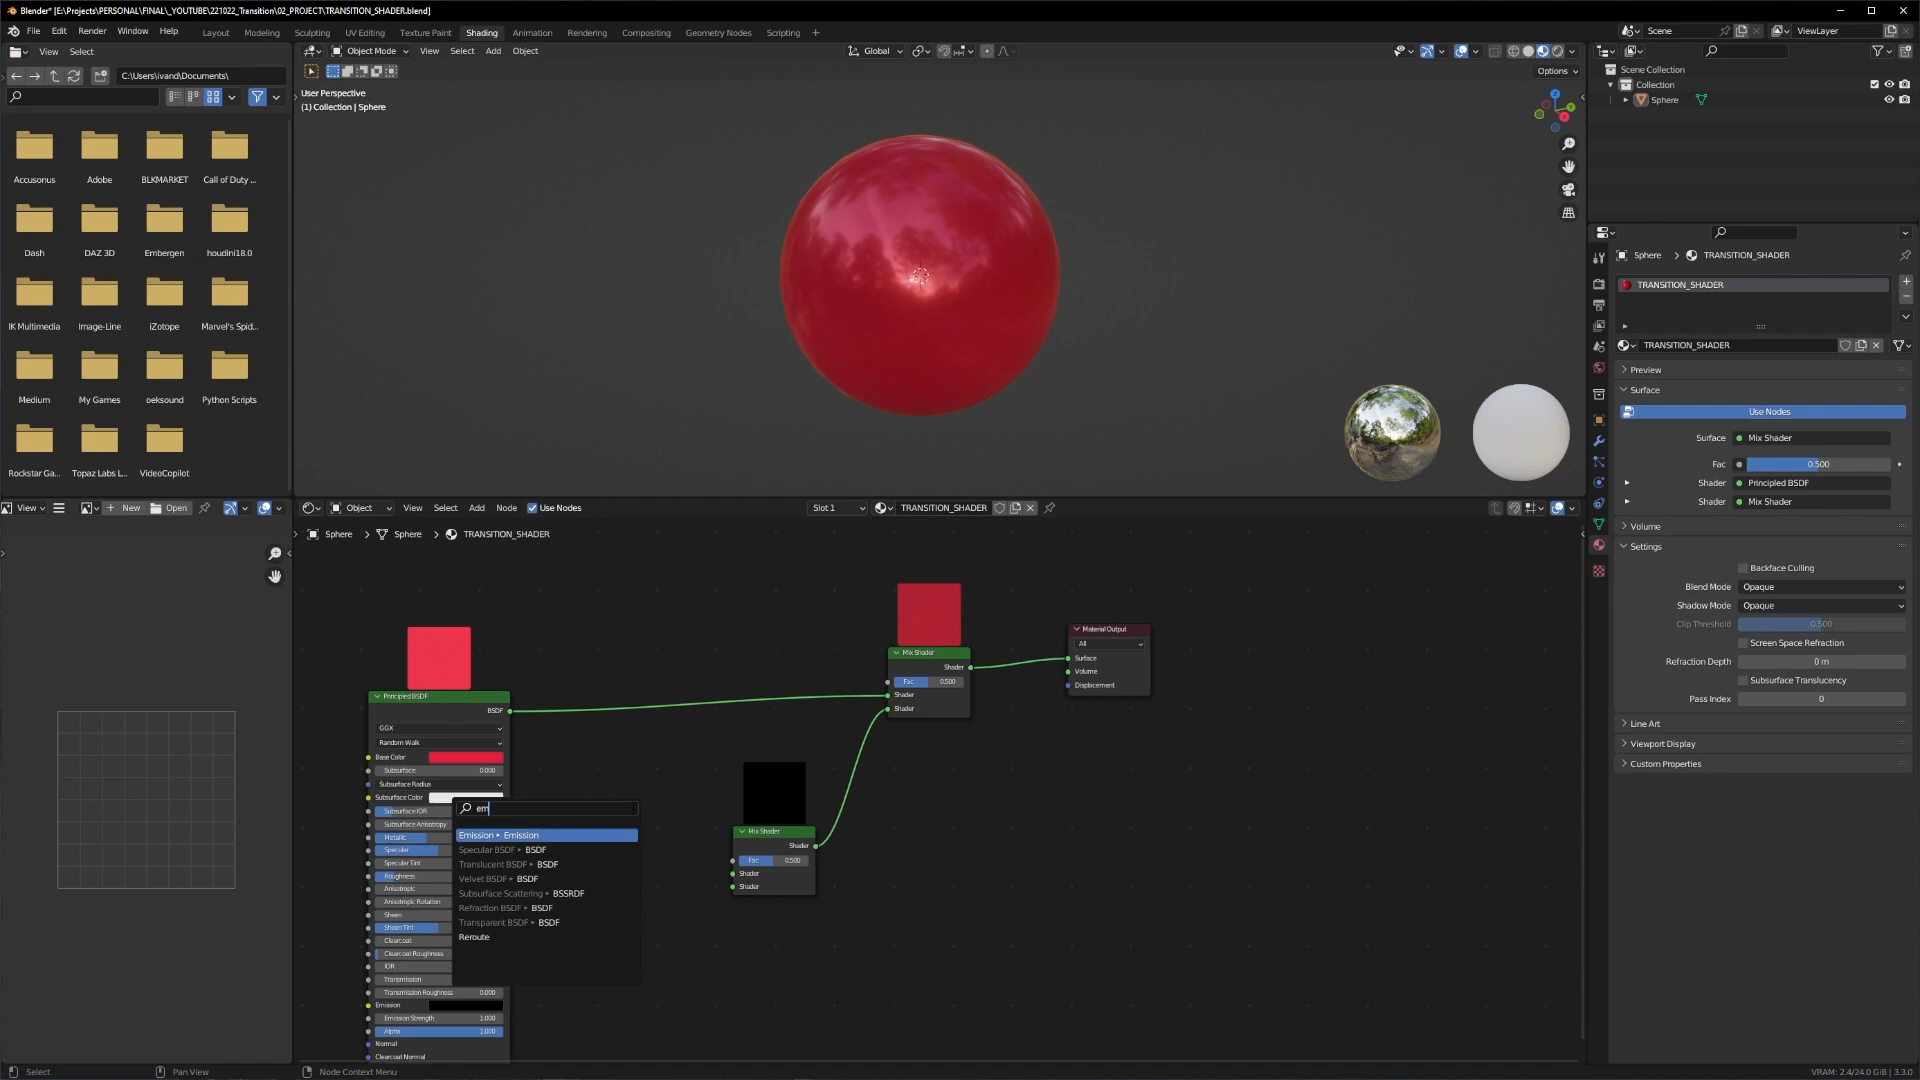 Blender* [E:\Projects\PERSONAL\FINAL\_YOUTUBE\221022_Transition\02_PROJECT\TRANSITION_SHADER.blend]
File Edit Render Window Help Layout Modeling Sculpting UV Editing Texture Paint Shading Animation Rendering Compositing Geometry Nodes Scripting + Scene ViewLayer
View Select
C:\Users\ivand\Documents\
Accusonus Adobe BLKMARKET Call of Duty ...
Dash DAZ 3D Embergen houdini18.0
IK Multimedia Image-Line iZotope Marvel's Spid...
Medium My Games oeksound Python Scripts
Rockstar Ga... Topaz Labs L... VideoCopilot
Object Mode View Select Add Object Global
Options
User Perspective
(1) Collection | Sphere
Scene Collection
Collection
Sphere
Sphere > TRANSITION_SHADER
TRANSITION_SHADER
TRANSITION_SHADER
Preview
Surface
Use Nodes
Surface Mix Shader
Fac 0.500
Shader Principled BSDF
Shader Mix Shader
Volume
Settings
Backface Culling
Blend Mode Opaque
Shadow Mode Opaque
Clip Threshold 0.500
Screen Space Refraction
Refraction Depth 0 m
Subsurface Translucency
Pass Index 0
Line Art
Viewport Display
Custom Properties
View + New Open
Object View Select Add Node Use Nodes Slot 1 TRANSITION_SHADER
Sphere > Sphere > TRANSITION_SHADER
Principled BSDF
BSDF
GGX
Random Walk
Base Color
Subsurface 0.000
Subsurface Radius
Subsurface Color
Subsurface IOR
Subsurface Anisotropy
Metallic
Specular
Specular Tint
Roughness
Anisotropic
Anisotropic Rotation
Sheen
Sheen Tint
Clearcoat
Clearcoat Roughness
IOR
Transmission
Transmission Roughness 0.000
Emission
Emission Strength 1.000
Alpha 1.000
Normal
Clearcoat Normal
em
Emission ▸ Emission
Specular BSDF ▸ BSDF
Translucent BSDF ▸ BSDF
Velvet BSDF ▸ BSDF
Subsurface Scattering ▸ BSSRDF
Refraction BSDF ▸ BSDF
Transparent BSDF ▸ BSDF
Reroute
Mix Shader
Shader
Fac 0.500
Shader
Shader
Mix Shader
Shader
Fac 0.500
Shader
Shader
Material Output
All
Surface
Volume
Displacement
Select Pan View Node Context Menu VRAM: 2.4/24.0 GiB | 3.3.0